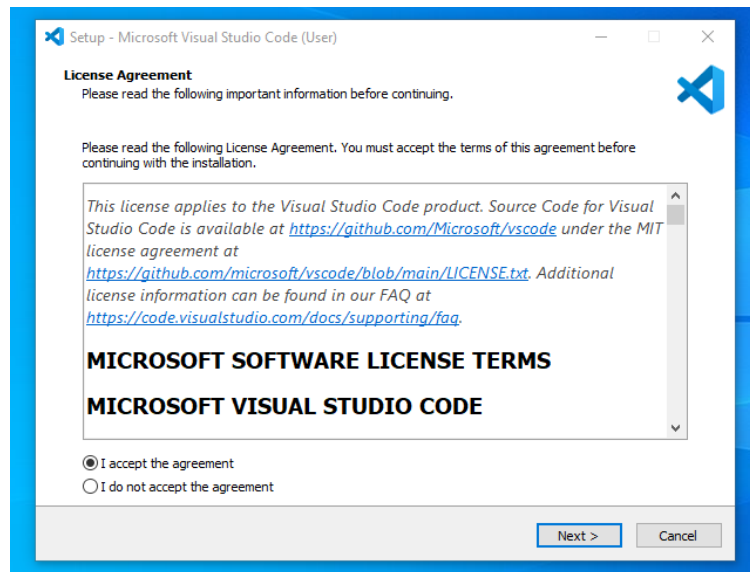 Setup - Microsoft Visual Studio Code (User)
License Agreement
Please read the following important information before continuing.
Please read the following License Agreement. You must accept the terms of this agreement before
continuing with the installation.
This license applies to the Visual Studio Code product. Source Code for Visual
Studio Code is available at https://github.com/Microsoft/vscode under the MIT
license agreement at
https://github.com/microsoft/vscode/blob/main/LICENSE.txt. Additional
license information can be found in our FAQ at
https://code.visualstudio.com/docs/supporting/faq.
MICROSOFT SOFTWARE LICENSE TERMS
MICROSOFT VISUAL STUDIO CODE
I accept the agreement
I do not accept the agreement
Next >
Cancel